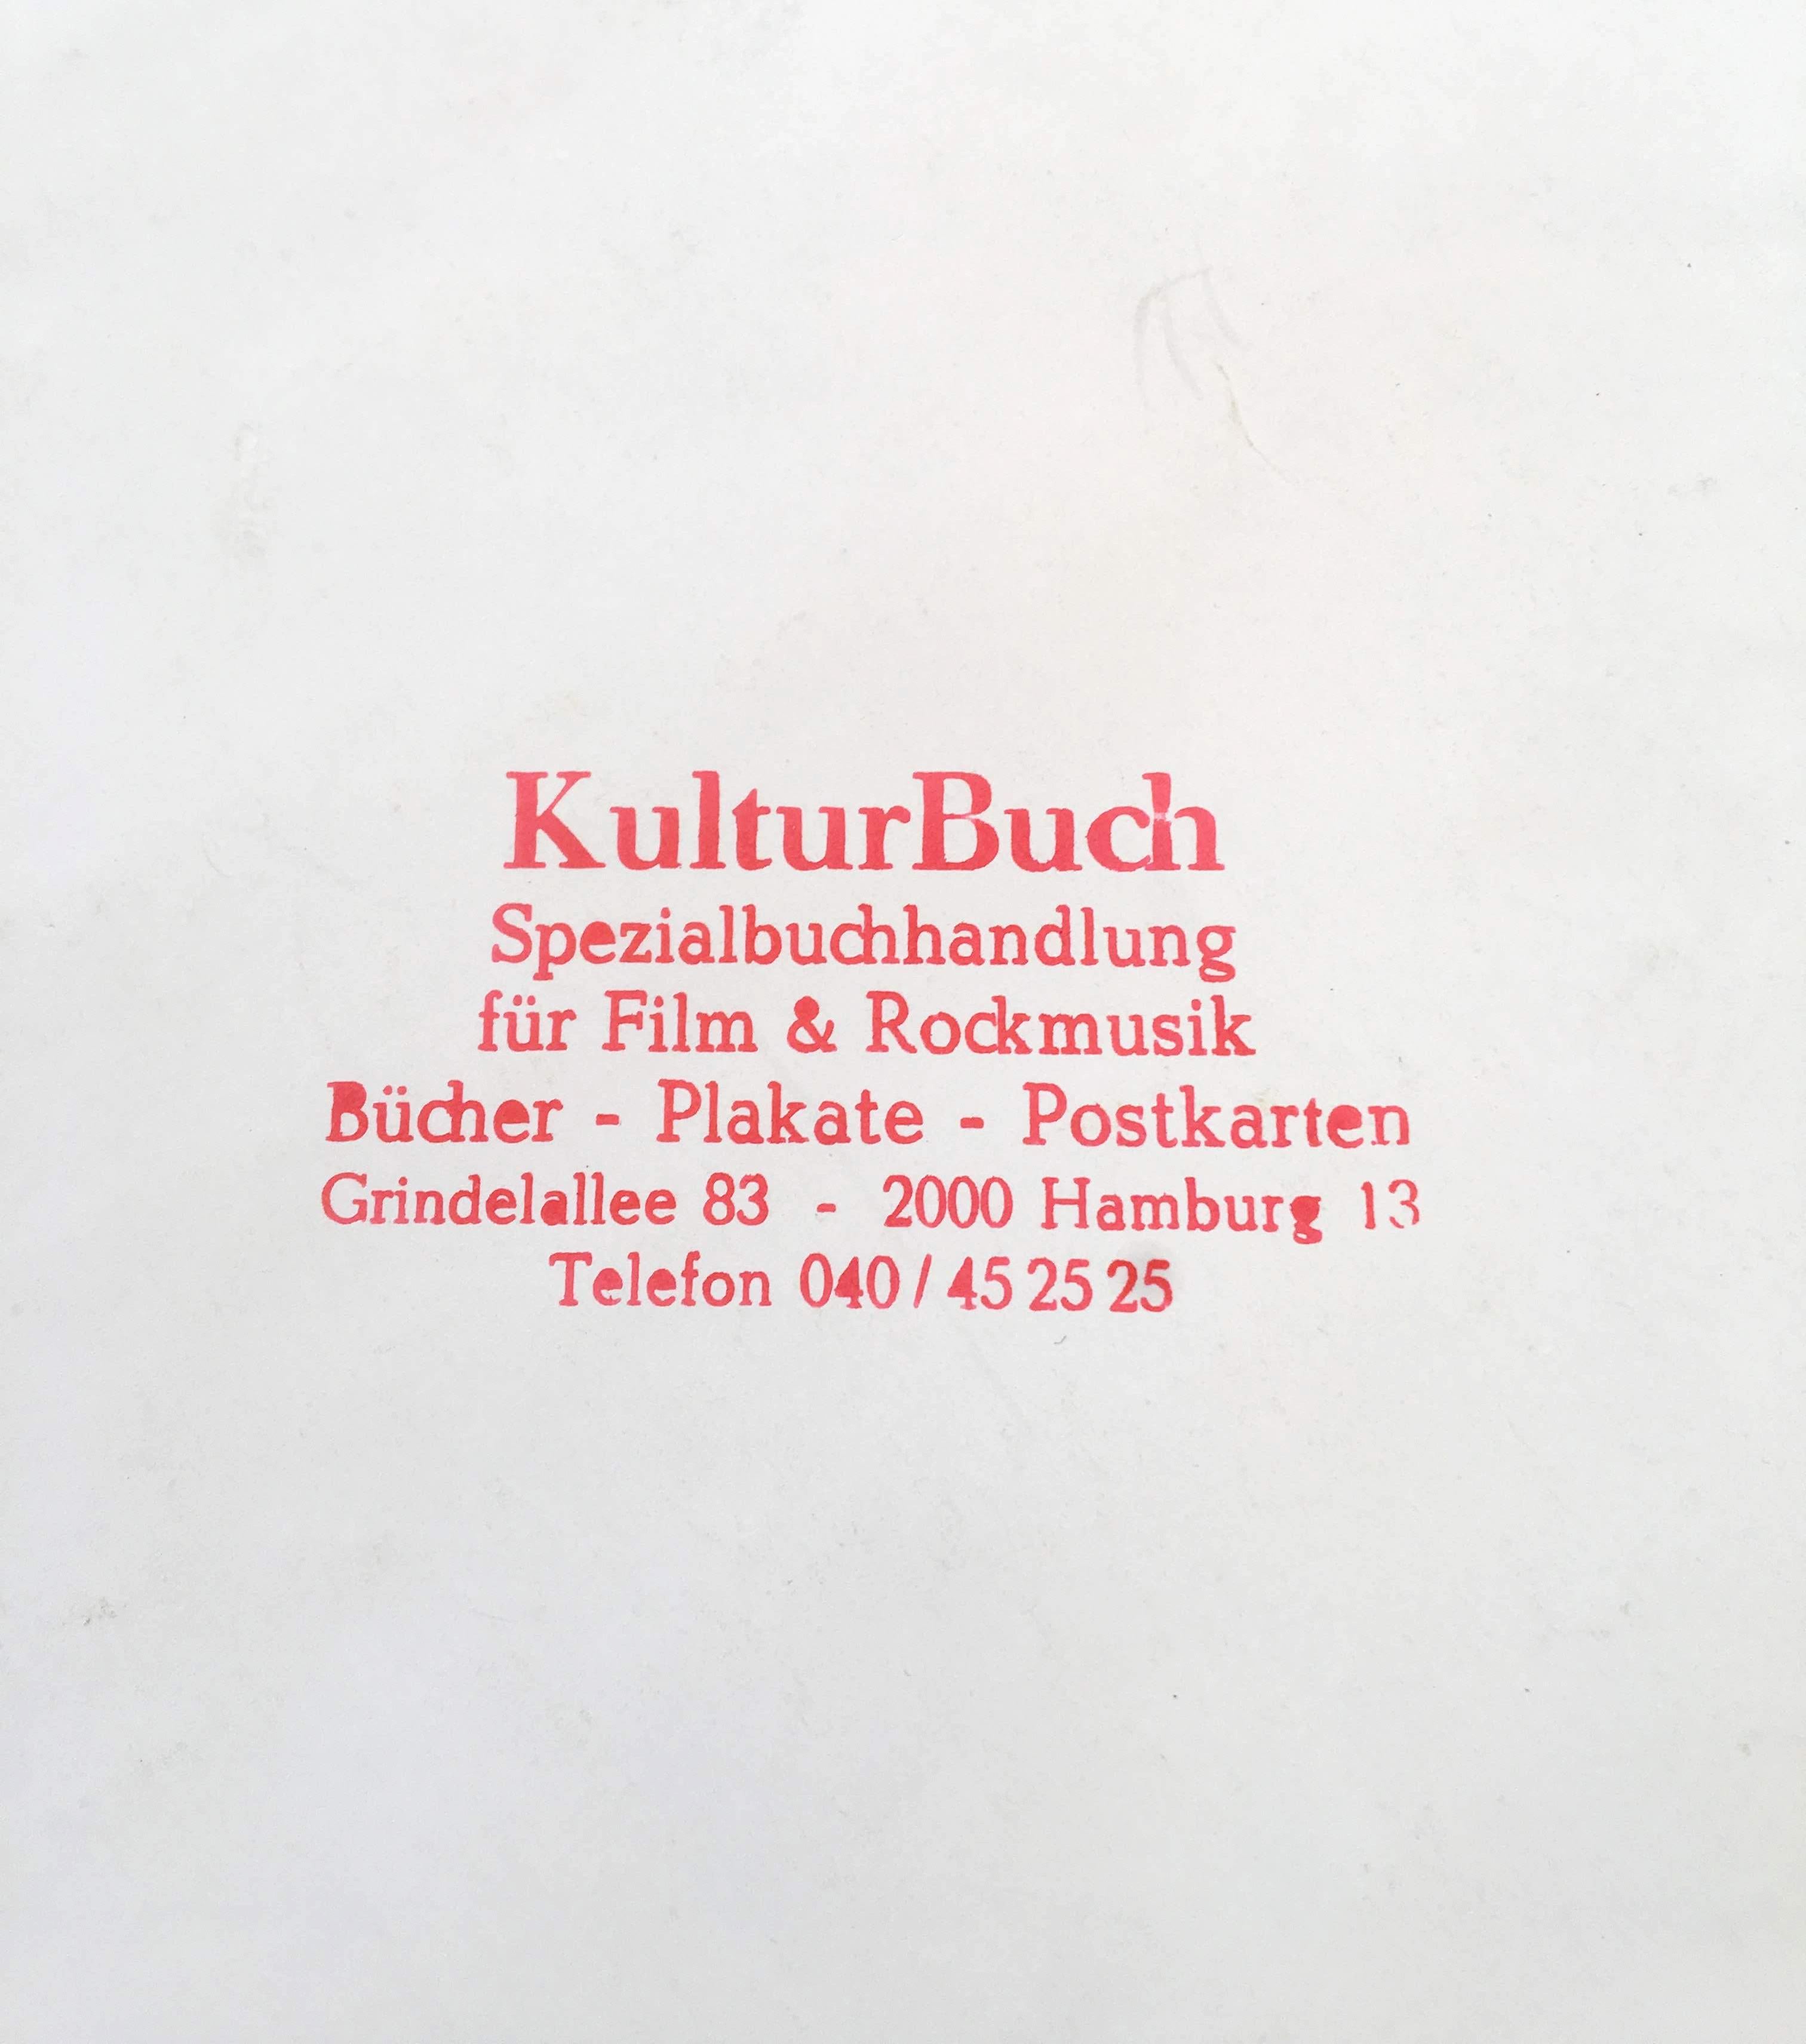 KulturBuch
Spezialbuchhandlung
für Film & Rockmusik
Bücher - Plakate - Postkarten
Grindelallee 83 - 2000 Hamburg 13
Telefon 040 / 45 25 25